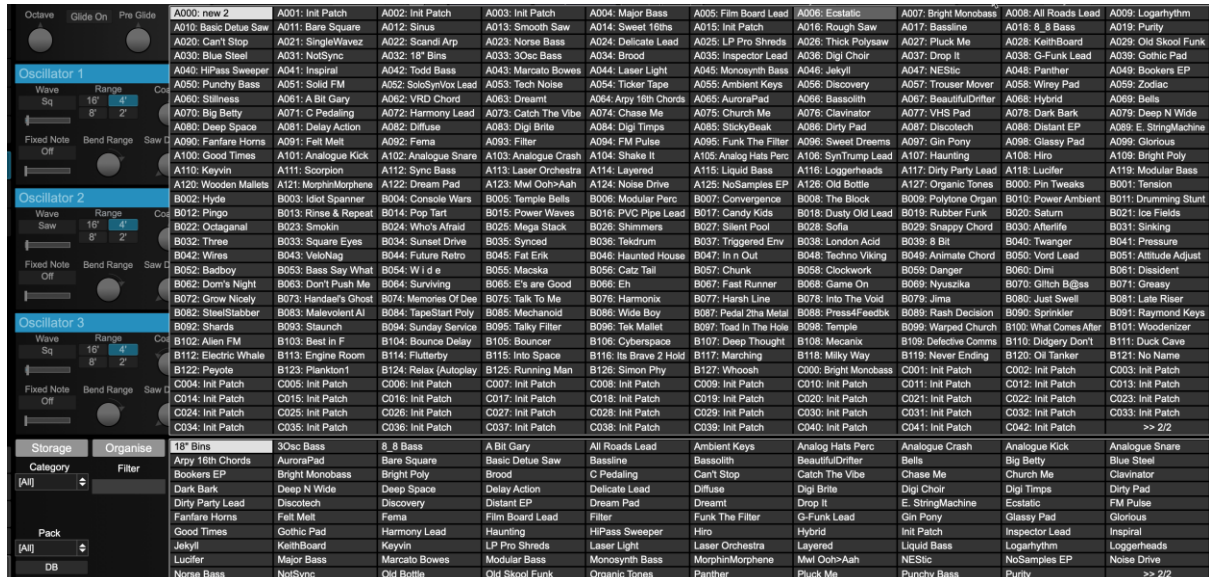 Octave Glide On Pre Glide
A000: new 2 A001: Init Patch A002: Init Patch A003: Init Patch A004: Major Bass A005: Film Board Lead A006: Ecstatic A007: Bright Monobass A008: All Roads Lead A009: Logarhythm
A010: Basic Detue Saw A011: Bare Square A012: Sinus A013: Smooth Saw A014: Sweet 16ths A015: Init Patch A016: Rough Saw A017: Bassline A018: 8_8 Bass A019: Purity
A020: Can't Stop A021: SingleWavez A022: Scandi Arp A023: Norse Bass A024: Delicate Lead A025: LP Pro Shreds A026: Thick Polysaw A027: Pluck Me A028: KeithBoard A029: Old Skool Funk
A030: Blue Steel A031: NotSync A032: 18" Bins A033: 3Osc Bass A034: Brood A035: Inspector Lead A036: Digi Choir A037: Drop It A038: G-Funk Lead A039: Gothic Pad
Oscillator 1
A040: HiPass Sweeper A041: Inspiral A042: Todd Bass A043: Marcato Bowes A044: Laser Light A045: Monosynth Bass A046: Jekyll A047: NEStic A048: Panther A049: Bookers EP
Wave Range Coa
A050: Punchy Bass A051: Solid FM A052: SoloSynVox Lead A053: Tech Noise A054: Ticker Tape A055: Ambient Keys A056: Discovery A057: Trouser Mover A058: Wirey Pad A059: Zodiac
Sq 16' 4'
A060: Stillness A061: A Bit Gary A062: VRD Chord A063: Dreamt A064: Arpy 16th Chords A065: AuroraPad A066: Bassolith A067: BeautifulDrifter A068: Hybrid A069: Bells
8' 2'
A070: Big Betty A071: C Pedaling A072: Harmony Lead A073: Catch The Vibe A074: Chase Me A075: Church Me A076: Clavinator A077: VHS Pad A078: Dark Bark A079: Deep N Wide
A080: Deep Space A081: Delay Action A082: Diffuse A083: Digi Brite A084: Digi Timps A085: StickyBeak A086: Dirty Pad A087: Discotech A088: Distant EP A089: E. StringMachine
Fixed Note Bend Range Saw D
A090: Fanfare Horns A091: Felt Melt A092: Fema A093: Filter A094: FM Pulse A095: Funk The Filter A096: Sweet Dreems A097: Gin Pony A098: Glassy Pad A099: Glorious
Off
A100: Good Times A101: Analogue Kick A102: Analogue Snare A103: Analogue Crash A104: Shake It A105: Analog Hats Perc A106: SynTrump Lead A107: Haunting A108: Hiro A109: Bright Poly
A110: Keyvin A111: Scorpion A112: Sync Bass A113: Laser Orchestra A114: Layered A115: Liquid Bass A116: Loggerheads A117: Dirty Party Lead A118: Lucifer A119: Modular Bass
A120: Wooden Mallets A121: MorphinMorphene A122: Dream Pad A123: Mwl Ooh>Aah A124: Noise Drive A125: NoSamples EP A126: Old Bottle A127: Organic Tones B000: Pin Tweaks B001: Tension
Oscillator 2
B002: Hyde B003: Idiot Spanner B004: Console Wars B005: Temple Bells B006: Modular Perc B007: Convergence B008: The Block B009: Polytone Organ B010: Power Ambient B011: Drumming Stunt
Wave Range Coa
B012: Pingo B013: Rinse & Repeat B014: Pop Tart B015: Power Waves B016: PVC Pipe Lead B017: Candy Kids B018: Dusty Old Lead B019: Rubber Funk B020: Saturn B021: Ice Fields
Saw 16' 4'
B022: Octaganal B023: Smokin B024: Who's Afraid B025: Mega Stack B026: Shimmers B027: Silent Pool B028: Sofia B029: Snappy Chord B030: Afterlife B031: Sinking
8' 2'
B032: Three B033: Square Eyes B034: Sunset Drive B035: Synced B036: Tekdrum B037: Triggered Env B038: London Acid B039: 8 Bit B040: Twanger B041: Pressure
B042: Wires B043: VeloNag B044: Future Retro B045: Fat Erik B046: Haunted House B047: In n Out B048: Techno Viking B049: Animate Chord B050: Vord Lead B051: Attitude Adjust
Fixed Note Bend Range Saw D
B052: Badboy B053: Bass Say What B054: W i d e B055: Macska B056: Catz Tail B057: Chunk B058: Clockwork B059: Danger B060: Dimi B061: Dissident
Off
B062: Dom's Night B063: Don't Push Me B064: Surviving B065: E's are Good B066: Eh B067: Fast Runner B068: Game On B069: Nyuszika B070: Gl!tch B@ss B071: Greasy
B072: Grow Nicely B073: Handael's Ghost B074: Memories Of Dee B075: Talk To Me B076: Harmonix B077: Harsh Line B078: Into The Void B079: Jima B080: Just Swell B081: Late Riser
B082: SteelStabber B083: Malevolent AI B084: TapeStart Poly B085: Mechanoid B086: Wide Boy B087: Pedal 2tha Metal B088: Press4Feedbk B089: Rash Decision B090: Sprinkler B091: Raymond Keys
Oscillator 3
B092: Shards B093: Staunch B094: Sunday Service B095: Talky Filter B096: Tek Mallet B097: Toad In The Hole B098: Temple B099: Warped Church B100: What Comes After B101: Woodenizer
Wave Range Coa
B102: Alien FM B103: Best in F B104: Bounce Delay B105: Bouncer B106: Cyberspace B107: Deep Thought B108: Mecanix B109: Defective Comms B110: Didgery Don't B111: Duck Cave
Sq 16' 4'
B112: Electric Whale B113: Engine Room B114: Flutterby B115: Into Space B116: Its Brave 2 Hold B117: Marching B118: Milky Way B119: Never Ending B120: Oil Tanker B121: No Name
8' 2'
B122: Peyote B123: Plankton1 B124: Relax {Autoplay B125: Running Man B126: Simon Phy B127: Whoosh C000: Bright Monobass C001: Init Patch C002: Init Patch C003: Init Patch
C004: Init Patch C005: Init Patch C006: Init Patch C007: Init Patch C008: Init Patch C009: Init Patch C010: Init Patch C011: Init Patch C012: Init Patch C013: Init Patch
Fixed Note Bend Range Saw D
C014: Init Patch C015: Init Patch C016: Init Patch C017: Init Patch C018: Init Patch C019: Init Patch C020: Init Patch C021: Init Patch C022: Init Patch C023: Init Patch
Off
C024: Init Patch C025: Init Patch C026: Init Patch C027: Init Patch C028: Init Patch C029: Init Patch C030: Init Patch C031: Init Patch C032: Init Patch C033: Init Patch
C034: Init Patch C035: Init Patch C036: Init Patch C037: Init Patch C038: Init Patch C039: Init Patch C040: Init Patch C041: Init Patch C042: Init Patch >> 2/2
Storage Organise
18" Bins 3Osc Bass 8_8 Bass A Bit Gary All Roads Lead Ambient Keys Analog Hats Perc Analogue Crash Analogue Kick Analogue Snare
Category Filter
Arpy 16th Chords AuroraPad Bare Square Basic Detue Saw Bassline Bassolith BeautifulDrifter Bells Big Betty Blue Steel
[All]
Bookers EP Bright Monobass Bright Poly Brood C Pedaling Can't Stop Catch The Vibe Chase Me Church Me Clavinator
Dark Bark Deep N Wide Deep Space Delay Action Delicate Lead Diffuse Digi Brite Digi Choir Digi Timps Dirty Pad
Dirty Party Lead Discotech Discovery Distant EP Dream Pad Dreamt Drop It E. StringMachine Ecstatic FM Pulse
Fanfare Horns Felt Melt Fema Film Board Lead Filter Funk The Filter G-Funk Lead Gin Pony Glassy Pad Glorious
Pack
Good Times Gothic Pad Harmony Lead Haunting HiPass Sweeper Hiro Hybrid Init Patch Inspector Lead Inspiral
[All]
Jekyll KeithBoard Keyvin LP Pro Shreds Laser Light Laser Orchestra Layered Liquid Bass Logarhythm Loggerheads
DB
Lucifer Major Bass Marcato Bowes Modular Bass Monosynth Bass MorphinMorphene Mwl Ooh>Aah NEStic NoSamples EP Noise Drive
Norse Bass NotSync Old Bottle Old Skool Funk Organic Tones Panther Pluck Me Punchy Bass Purity >> 2/2